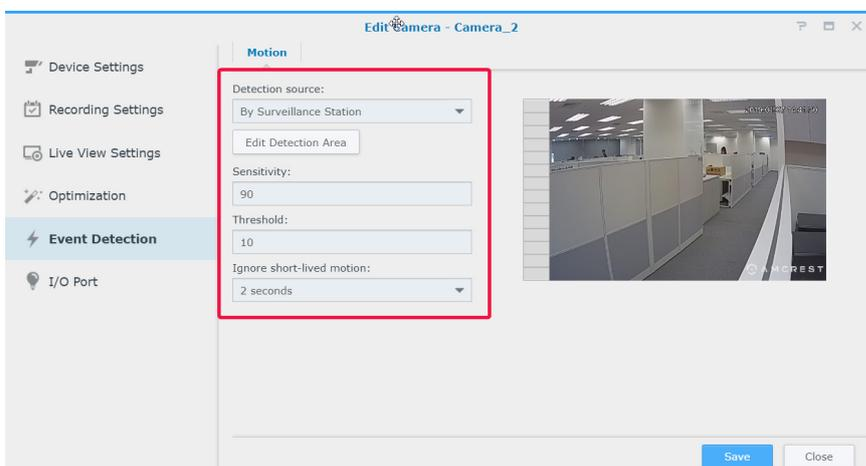 Edit Camera - Camera_2
Device Settings
Recording Settings
Live View Settings
Optimization
Event Detection
I/O Port
Motion
Detection source:
By Surveillance Station
Edit Detection Area
Sensitivity:
90
Threshold:
10
Ignore short-lived motion:
2 seconds
AMCREST
Save
Close